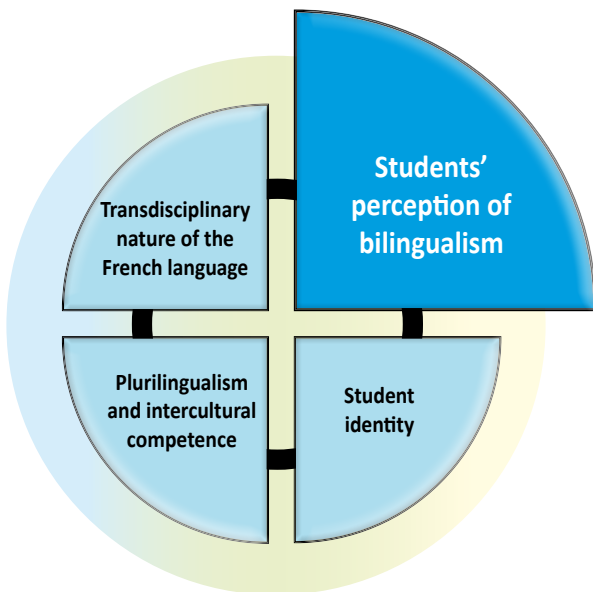 Students’
perception of
bilingualism
Transdisciplinary
nature of the
French language
Plurilingualism
and intercultural
competence
Student
identity